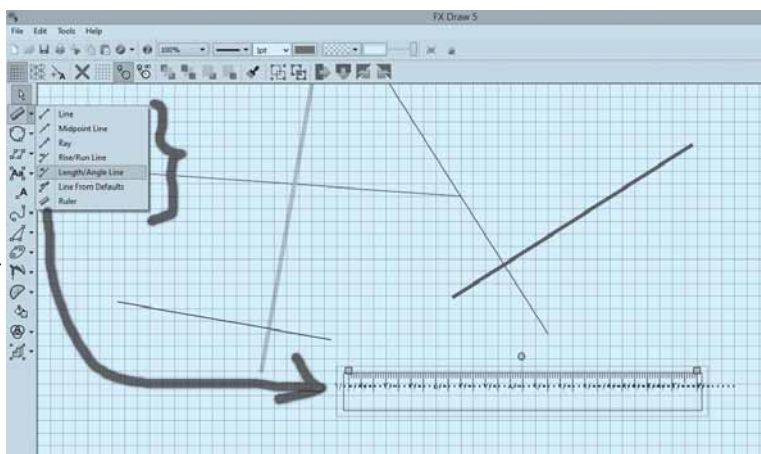 FX Draw 5
File Edit Tools Help
100% 1pt
Line
Midpoint Line
Ray
Rise/Run Line
Length/Angle Line
Line From Defaults
Ruler
A